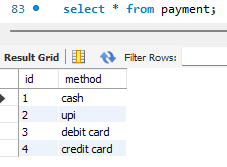 83 select * from payment;
Result Grid Filter Rows:
id method
1 cash
2 upi
3 debit card
4 credit card